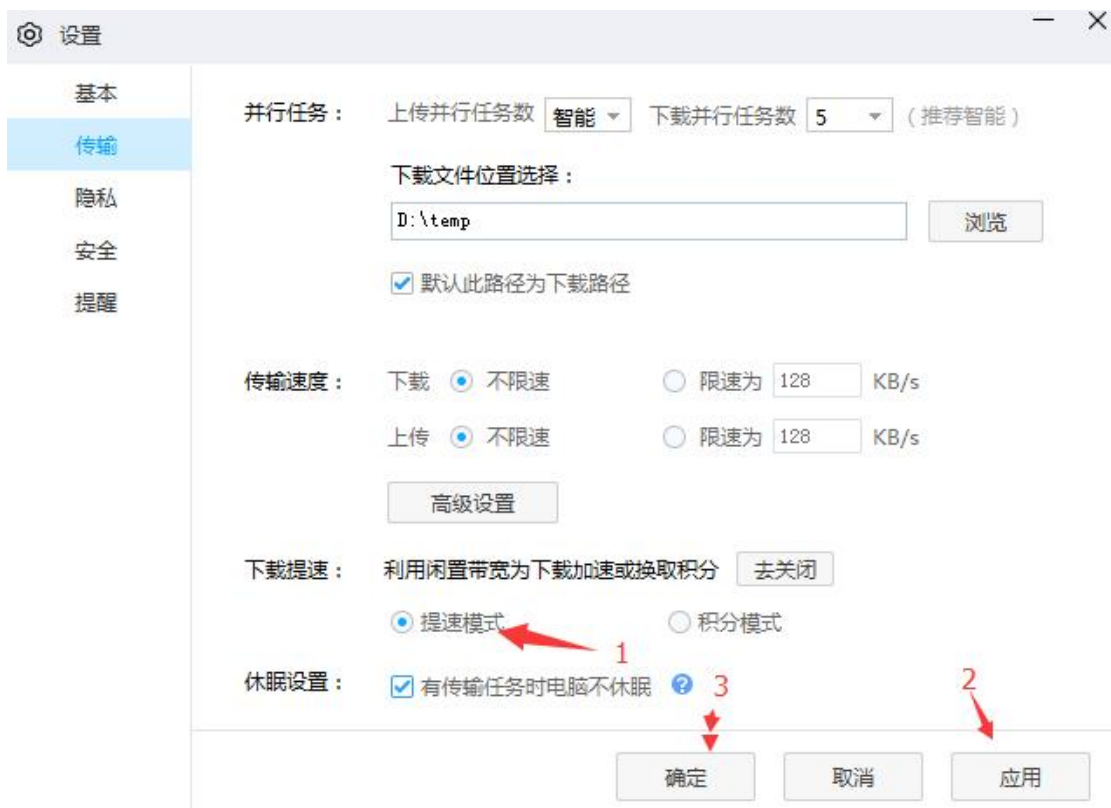 设置
基本
传输
隐私
安全
提醒
并行任务： 上传并行任务数 智能 下载并行任务数 5 （推荐智能）
下载文件位置选择：
D:\temp 浏览
默认此路径为下载路径
传输速度： 下载 不限速 限速为 128 KB/s
上传 不限速 限速为 128 KB/s
高级设置
下载提速： 利用闲置带宽为下载加速或换取积分 去关闭
提速模式 积分模式
1
休眠设置： 有传输任务时电脑不休眠 ? 3 2
确定 取消 应用